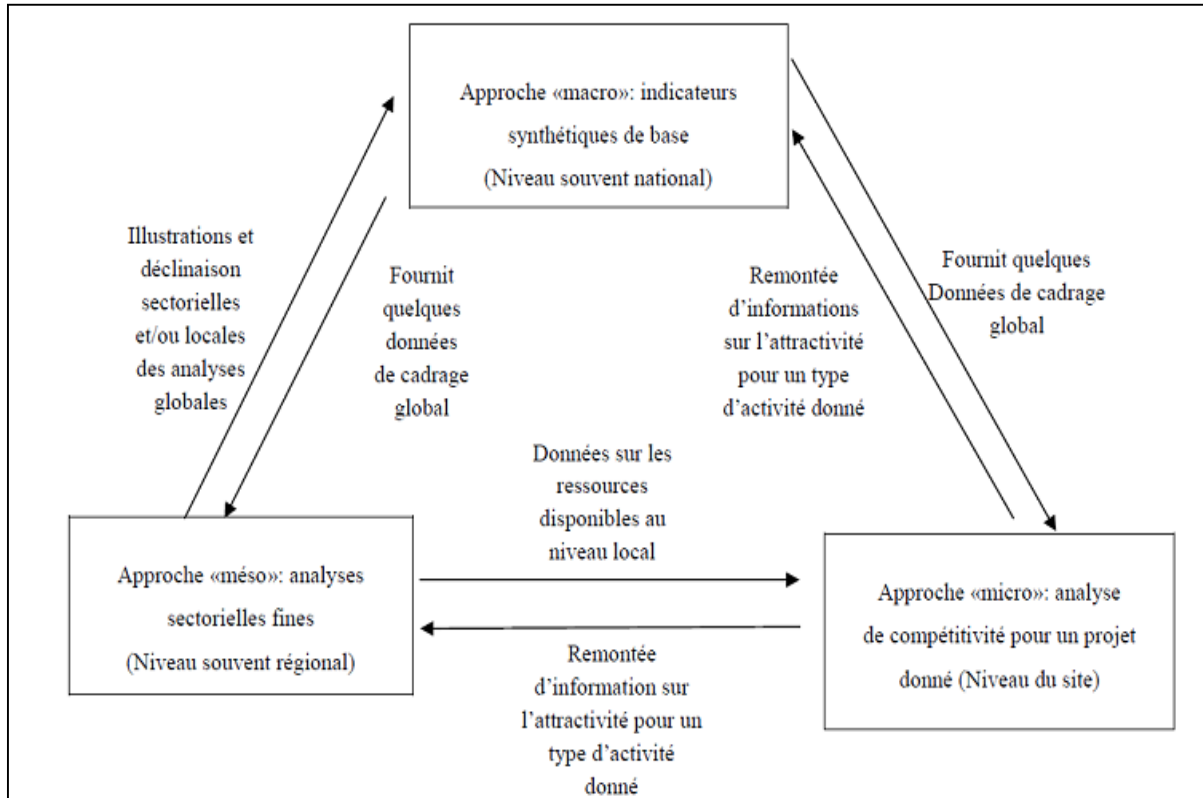 Approche «macro»: indicateurs
synthétiques de base
(Niveau souvent national)
Illustrations et
déclinaison
sectorielles
et/ou locales
des analyses
globales
Fournit
quelques
données
de cadrage
global
Remontée
d’informations
sur l’attractivité
pour un type
d’activité donné
Fournit quelques
Données de cadrage
global
Données sur les
ressources
disponibles au
niveau local
Approche «méso»: analyses
sectorielles fines
(Niveau souvent régional)
Approche «micro»: analyse
de compétitivité pour un projet
donné (Niveau du site)
Remontée
d’information sur
l’attractivité pour un
type d’activité
donné